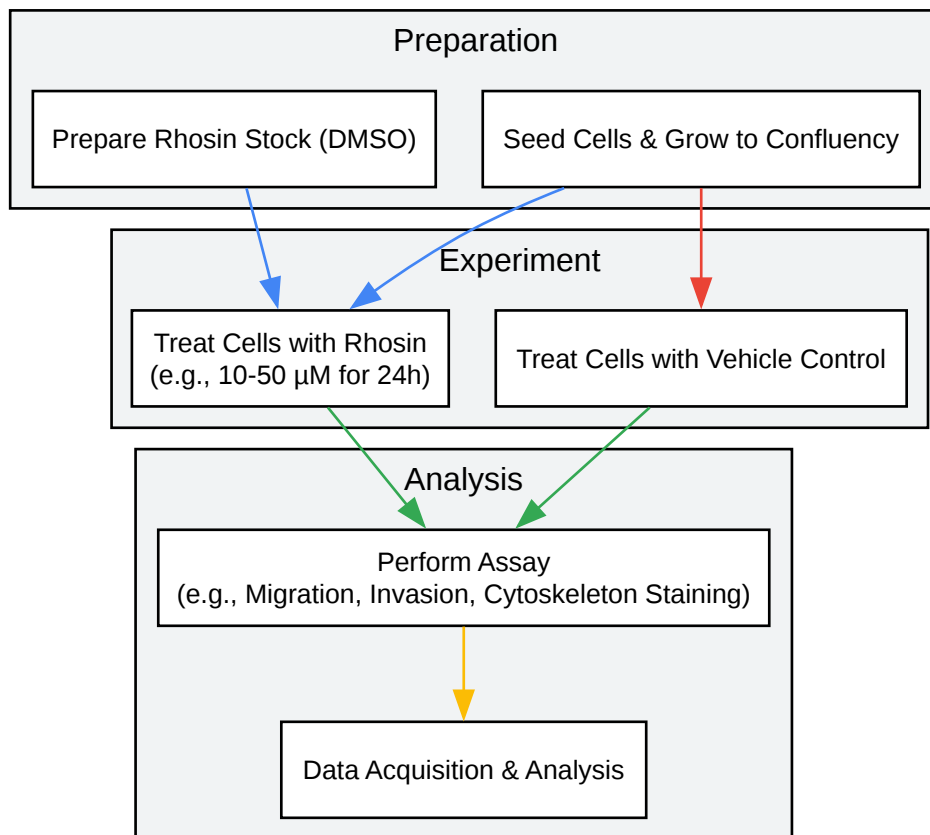 Preparation
Prepare Rhosin Stock (DMSO)
Seed Cells & Grow to Confluency
Experiment
Treat Cells with Rhosin
(e.g., 10-50 µM for 24h)
Treat Cells with Vehicle Control
Analysis
Perform Assay
(e.g., Migration, Invasion, Cytoskeleton Staining)
Data Acquisition & Analysis